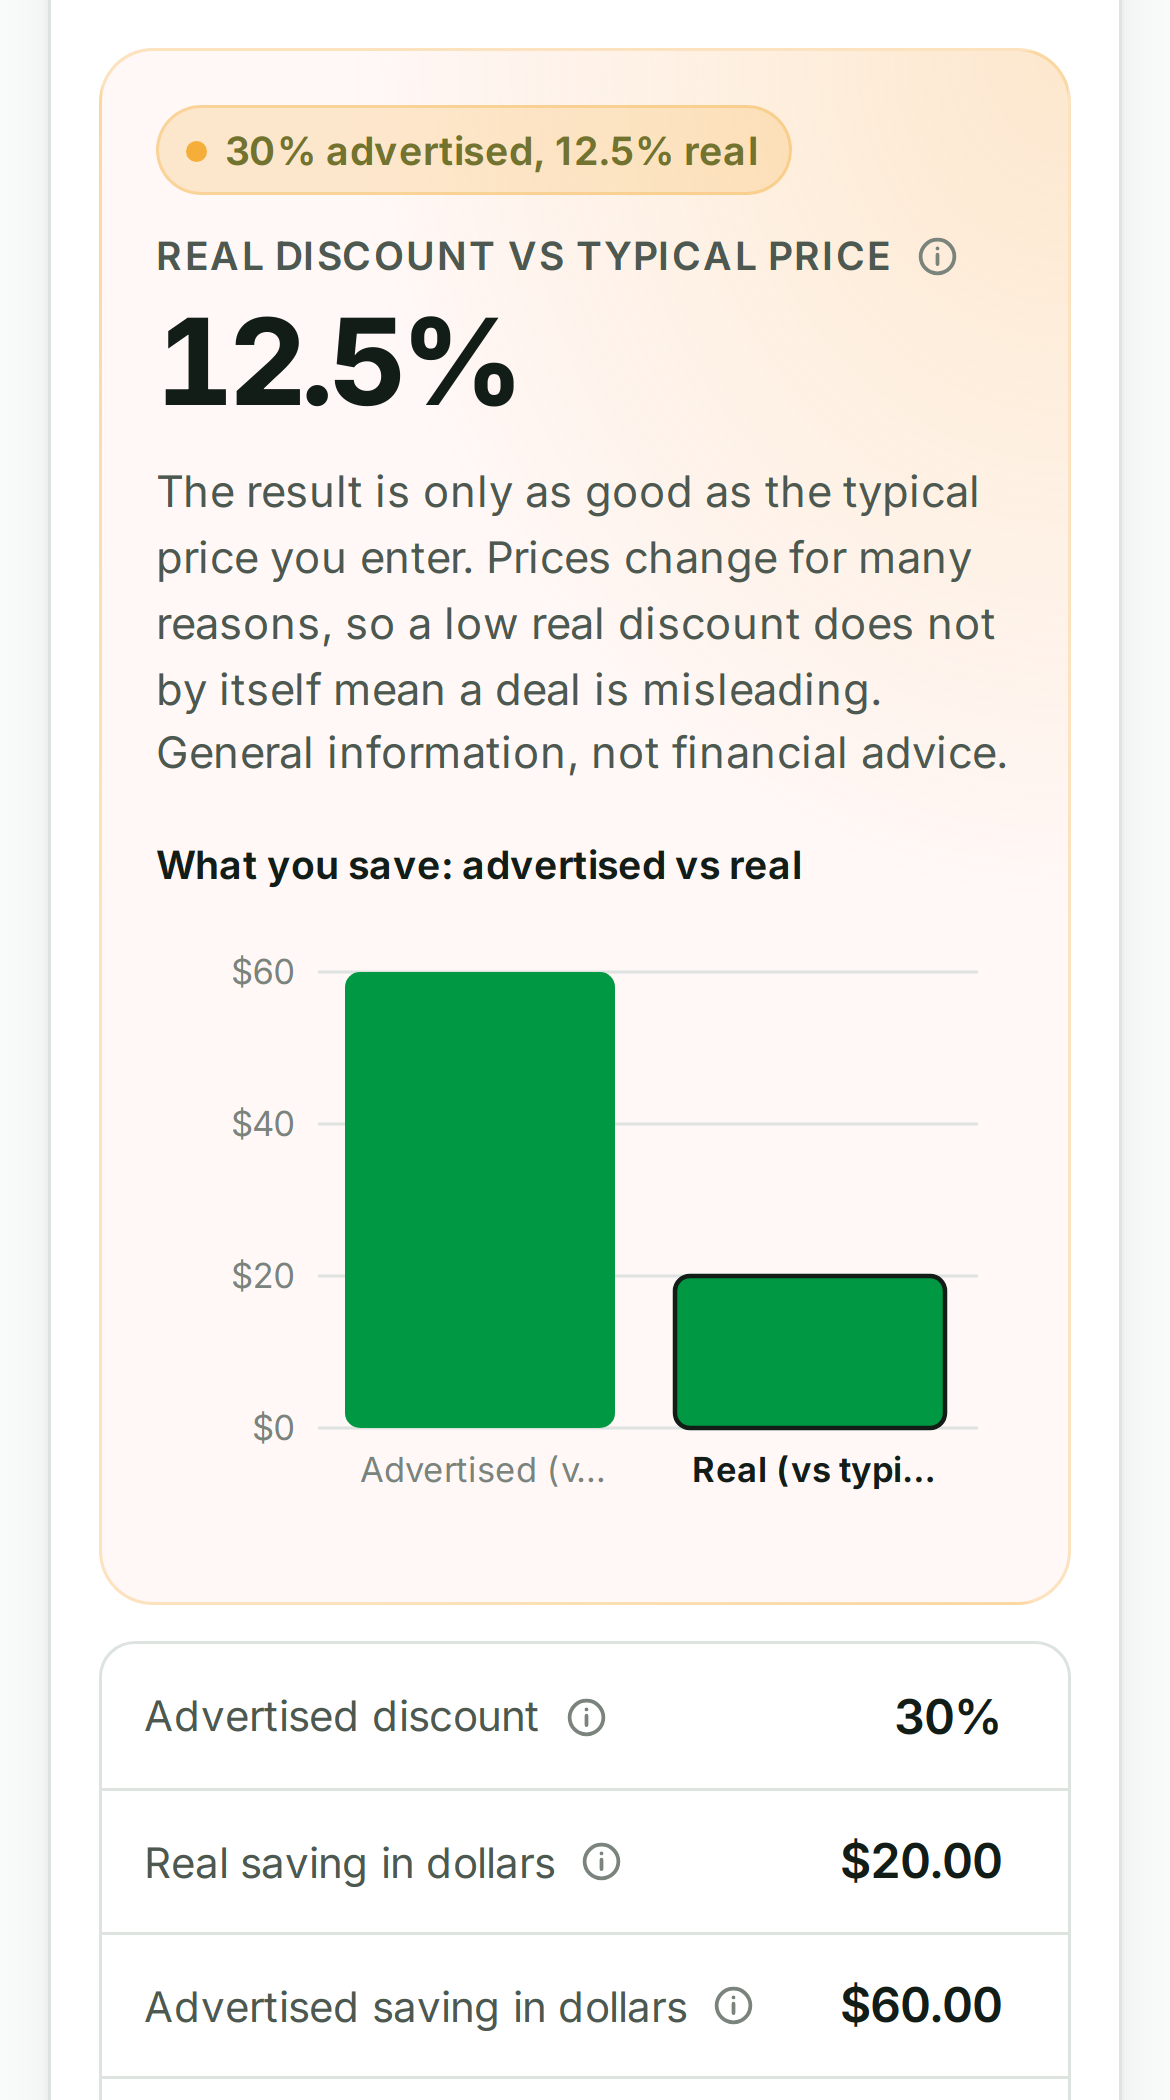 30% advertised, 12.5% real
REAL DISCOUNT VS TYPICAL PRICE
12.5%
The result is only as good as the typical
price you enter. Prices change for many
reasons, so a low real discount does not
by itself mean a deal is misleading.
General information, not financial advice.
What you save: advertised vs real
$60
$40
$20
$0
Advertised (v...
Real (vs typi...
Advertised discount 30%
Real saving in dollars $20.00
Advertised saving in dollars $60.00